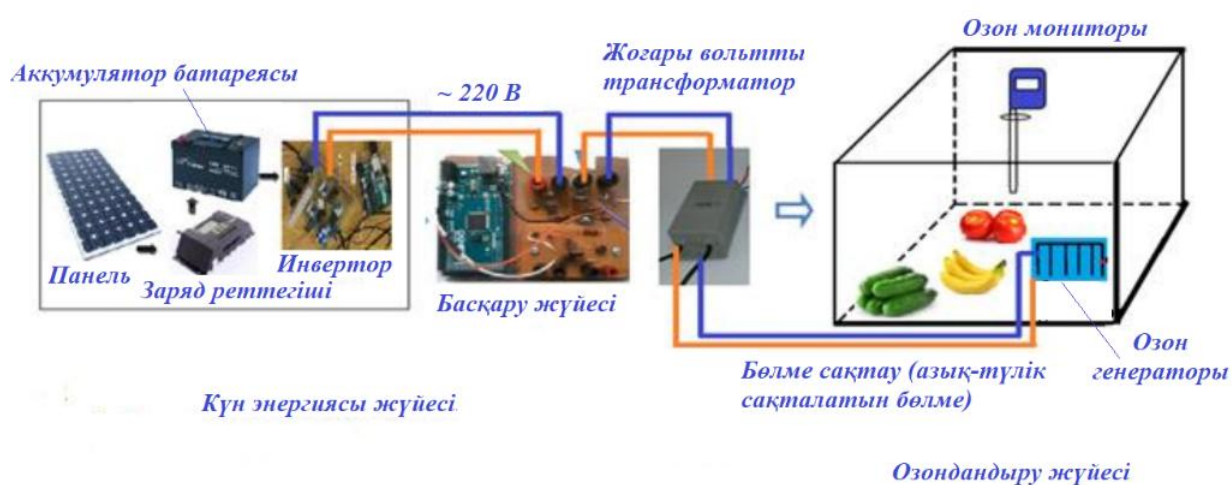 Озон мониторы
Жоғары вольтты
трансформатор
Аккумулятор батареясы
~ 220 В
Панель
Инвертор
Заряд реттегіші
Басқару жүйесі
Озон
генераторы
Бөлме сақтау (азық-түлік
сақталатын бөлме)
Күн энергиясы жүйесі
Озондандыру жүйесі